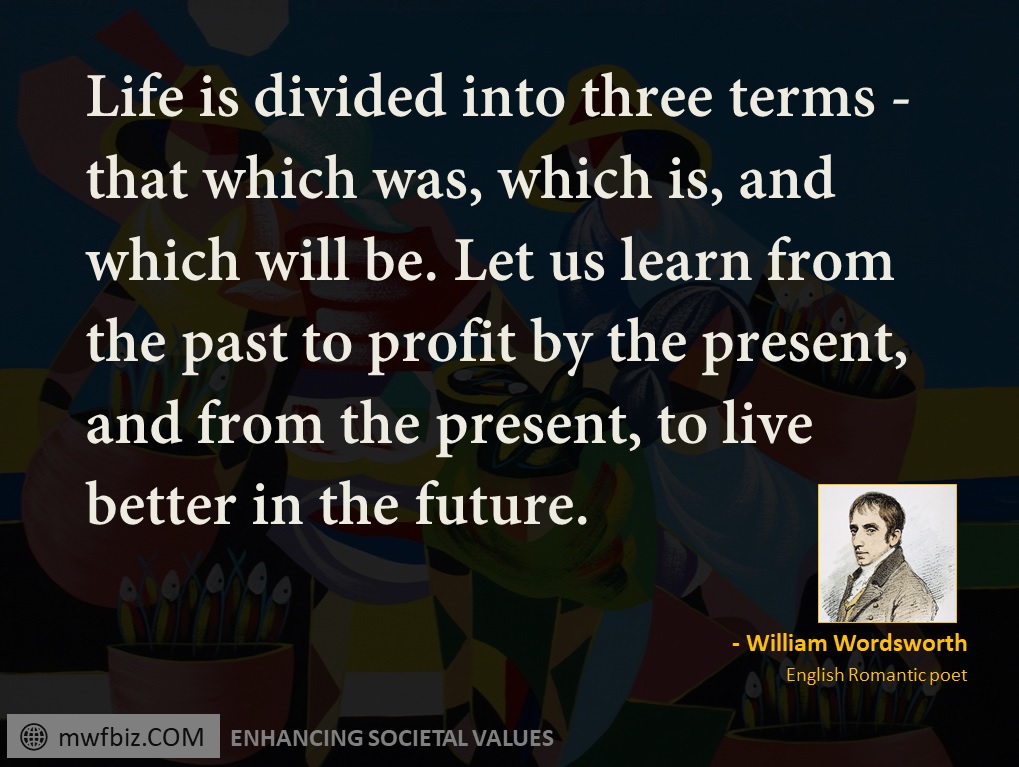 Life is divided into three terms -
that which was, which is, and
which will be. Let us learn from
the past to profit by the present,
and from the present, to live
better in the future.
- William Wordsworth
English Romantic poet
mwfbiz.COM ENHANCING SOCIETAL VALUES